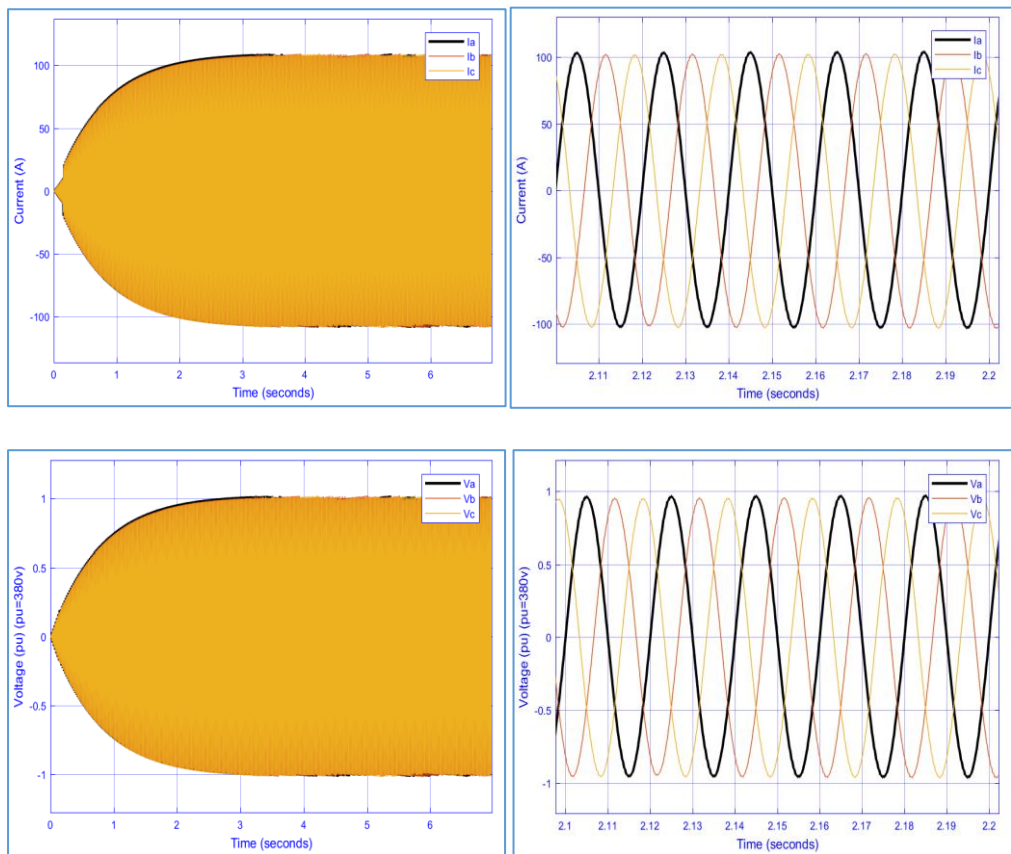 Current (A)
100
50
0
-50
-100
Ia
Ib
Ic
0 1 2 3 4 5 6
Time (seconds)
Current (A)
100
50
0
-50
-100
Ia
Ib
Ic
2.11 2.12 2.13 2.14 2.15 2.16 2.17 2.18 2.19 2.2
Time (seconds)
Voltage (pu) (pu=380v)
1
0.5
0
-0.5
-1
Va
Vb
Vc
0 1 2 3 4 5 6
Time (seconds)
Voltage (pu) (pu=380v)
1
0.5
0
-0.5
-1
Va
Vb
Vc
2.1 2.11 2.12 2.13 2.14 2.15 2.16 2.17 2.18 2.19 2.2
Time (seconds)